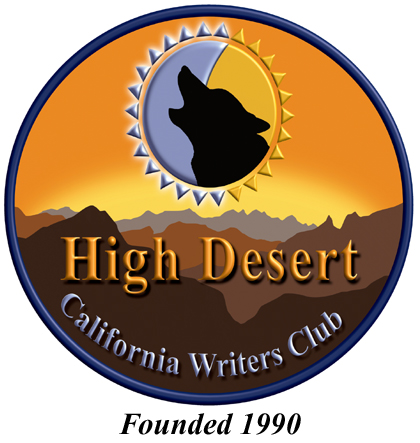 High Desert
California Writers Club
Founded 1990